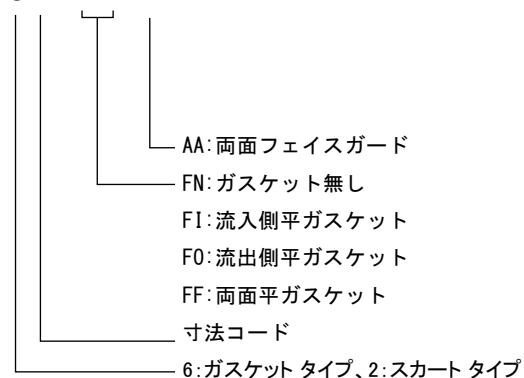 AA:両面フェイスガード
FN:ガスケット無し
FI:流入側平ガスケット
FO:流出側平ガスケット
FF:両面平ガスケット
寸法コード
6:ガスケット タイプ、2:スカート タイプ